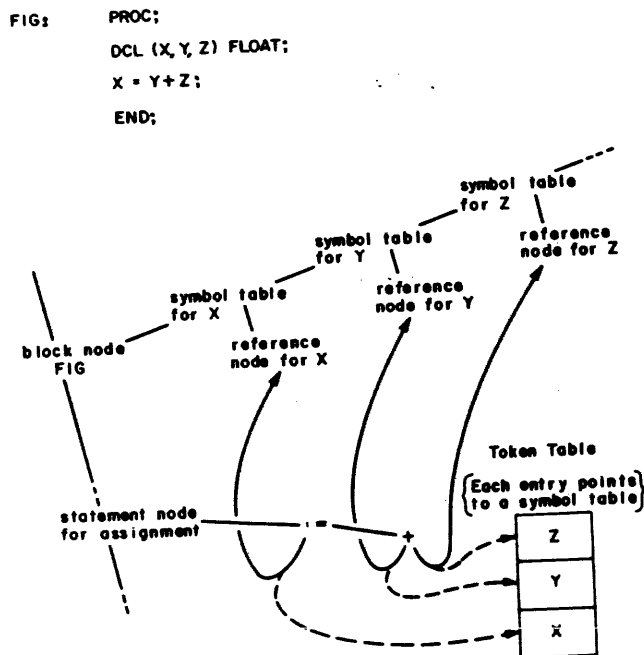 FIG: PROC;
DCL (X, Y, Z) FLOAT;
X = Y+Z;
END;
symbol table
for Z
reference
node for Z
symbol table
for Y
reference
node for Y
symbol table
for X
reference
node for X
block node
FIG
Token Table
{Each entry points
to a symbol table}
statement node
for assignment
=
+
Z
Y
X